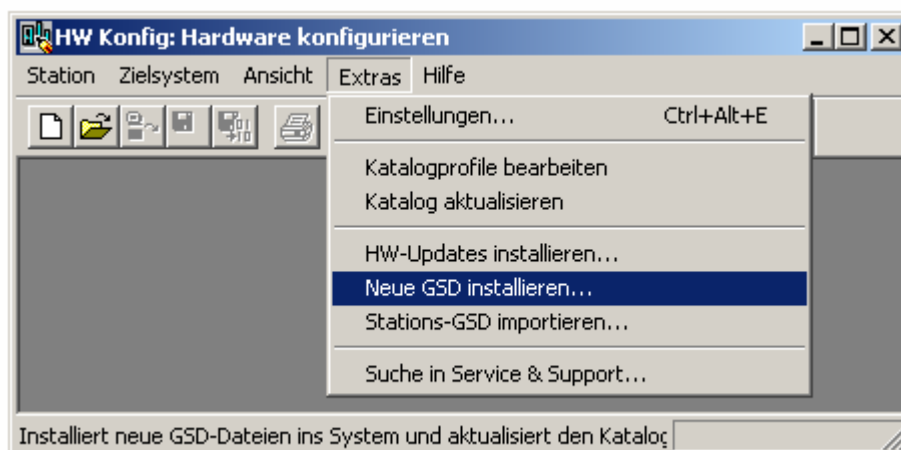 HW Konfig: Hardware konfigurieren
Station Zielsystem Ansicht Extras Hilfe
Einstellungen... Ctrl+Alt+E
Katalogprofile bearbeiten
Katalog aktualisieren
HW-Updates installieren...
Neue GSD installieren...
Stations-GSD importieren...
Suche in Service & Support...
Installiert neue GSD-Dateien ins System und aktualisiert den Katalog